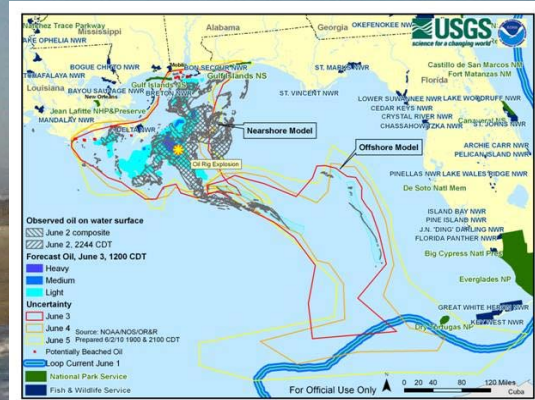 Natchez Trace Parkway
Mississippi
Alabama
Georgia
OKEFENOKEE NWR
USGS
science for a changing world
BOGUE CHITTO NWR
Mobile
BON SECOUR NWR
ST. MARKS NWR
Castillo de San Marcos NM
Fort Matanzas NM
Florida
Louisiana
BAYOU SAUVAGE NWR
Gulf Islands NS
Gulf Islands NS
New Orleans
BRETON NWR
ST. VINCENT NWR
LOWER SUWANNEE NWR
LAKE WOODRUFF NWR
CEDAR KEYS NWR
Jean Lafitte NHP&Preserve
CRYSTAL RIVER NWR
Canaveral NS
MANDALAY NWR
DELTA NWR
CHASSAHOWITZKA NWR
ST. JOHNS NWR
Nearshore Model
Offshore Model
ARCHIE CARR NWR
PELICAN ISLAND NWR
Oil Rig Explosion
PINELLAS NWR
LAKE WALES RIDGE NWR
De Soto Natl Mem
ISLAND BAY NWR
PINE ISLAND NWR
J.N. 'DING' DARLING NWR
FLORIDA PANTHER NWR
Big Cypress Natl Pres
Everglades NP
GREAT WHITE HERON NWR
KEY WEST NWR
Dry Tortugas NP
Observed oil on water surface
June 2 composite
June 2, 2244 CDT
Forecast Oil, June 3, 1200 CDT
Heavy
Medium
Light
Uncertainty
June 3
June 4
June 5
Source: NOAA/NOS/OR&R
Prepared 6/2/10 1900 & 2100 CDT
Potentially Beached Oil
Loop Current June 1
National Park Service
Fish & Wildlife Service
For Official Use Only
N
0 20 40 80 120 Miles
Cuba